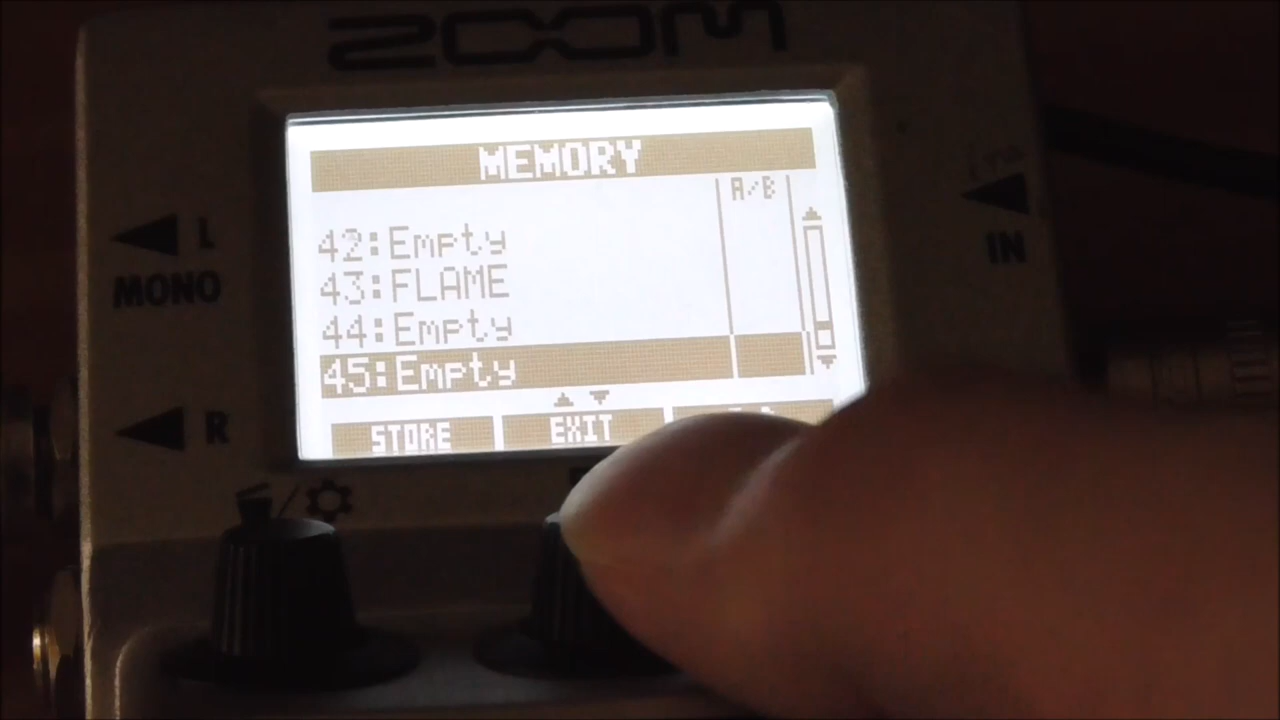 ZOOM
MEMORY
A/B
42:Empty
43:FLAME
44:Empty
45:Empty
STORE EXIT
L
MONO
R
IN